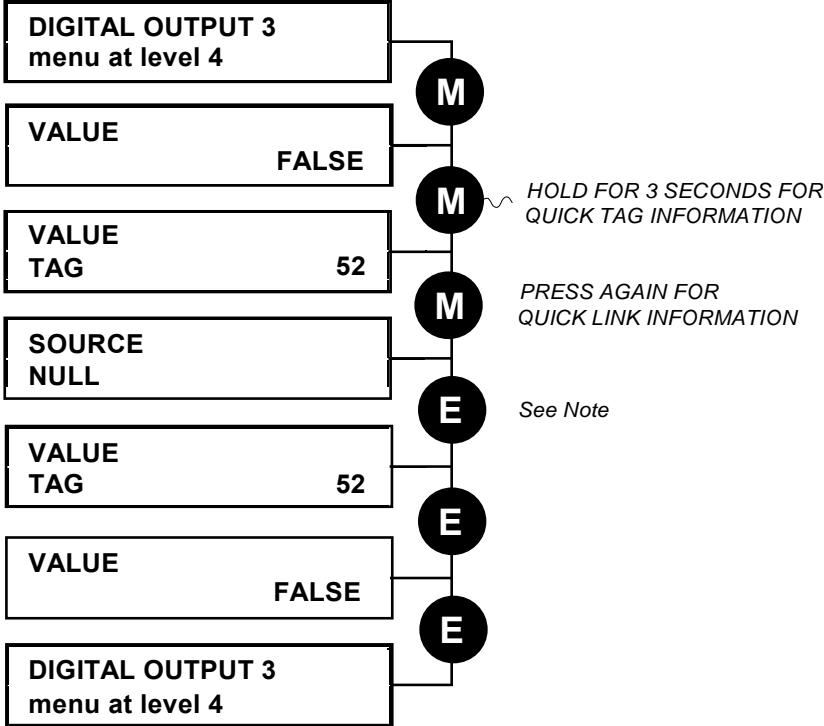 DIGITAL OUTPUT 3
menu at level 4
M
VALUE
FALSE
M
HOLD FOR 3 SECONDS FOR
QUICK TAG INFORMATION
VALUE
TAG 52
M
PRESS AGAIN FOR
QUICK LINK INFORMATION
SOURCE
NULL
E
See Note
VALUE
TAG 52
E
VALUE
FALSE
E
DIGITAL OUTPUT 3
menu at level 4